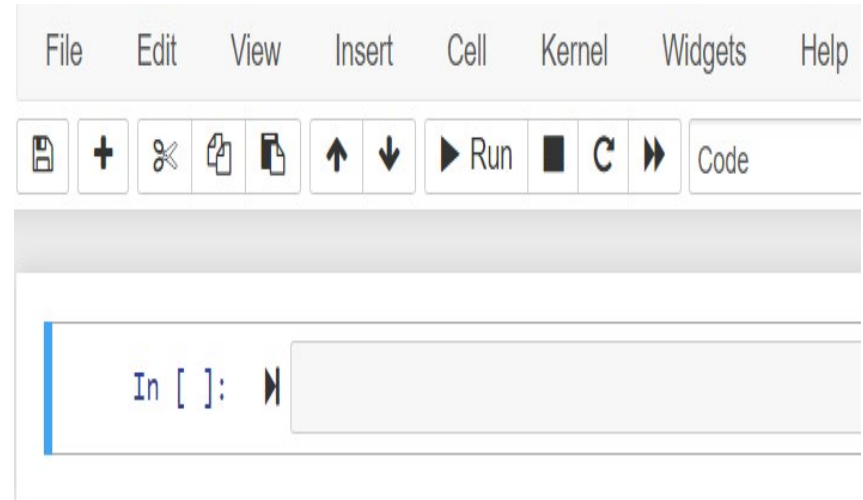 File Edit View Insert Cell Kernel Widgets Help
Run Code
In [ ]: